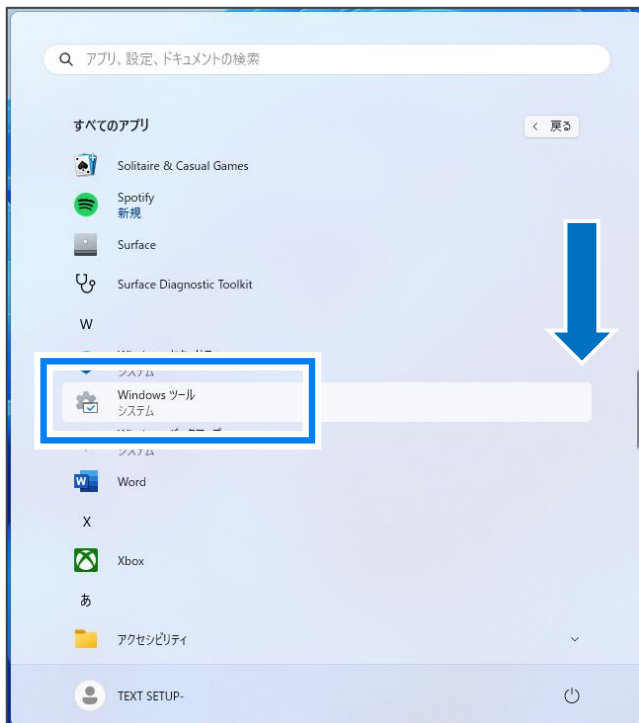 アプリ、設定、ドキュメントの検索
すべてのアプリ
戻る
Solitaire & Casual Games
Spotify
新規
Surface
Surface Diagnostic Toolkit
W
システム
Windows ツール
システム
システム
Word
X
Xbox
あ
アクセシビリティ
TEXT SETUP-